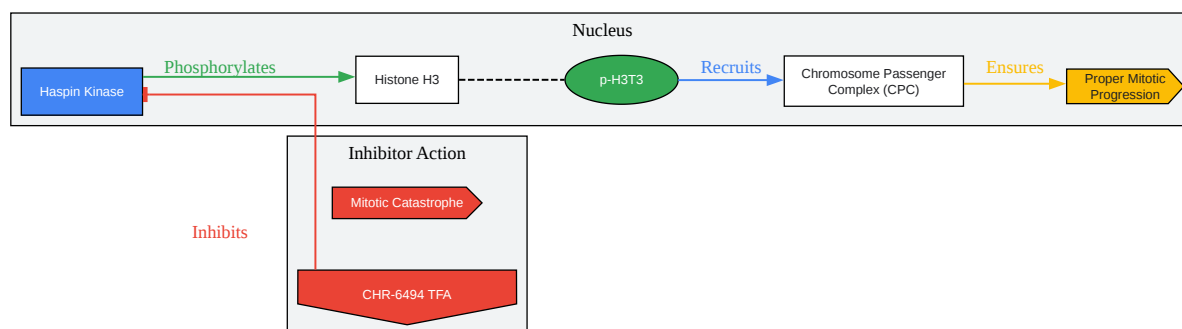 Nucleus
Phosphorylates
Recruits
Ensures
Haspin Kinase
Histone H3
p-H3T3
Chromosome Passenger
Complex (CPC)
Proper Mitotic
Progression
Inhibitor Action
Mitotic Catastrophe
Inhibits
CHR-6494 TFA